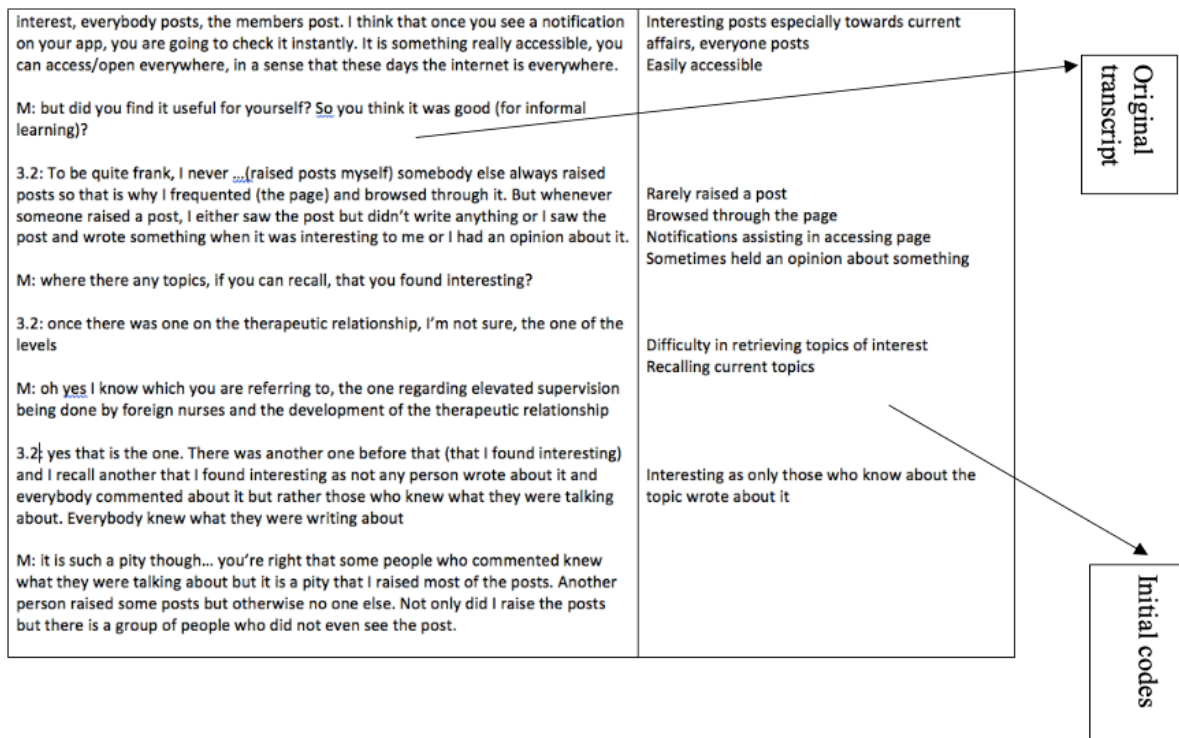 interest, everybody posts, the members post. I think that once you see a notification
on your app, you are going to check it instantly. It is something really accessible, you
can access/open everywhere, in a sense that these days the internet is everywhere.
M: but did you find it useful for yourself? So you think it was good (for informal
learning)?
3.2: To be quite frank, I never ...(raised posts myself) somebody else always raised
posts so that is why I frequented (the page) and browsed through it. But whenever
someone raised a post, I either saw the post but didn't write anything or I saw the
post and wrote something when it was interesting to me or I had an opinion about it.
M: where there any topics, if you can recall, that you found interesting?
3.2: once there was one on the therapeutic relationship, I'm not sure, the one of the
levels
M: oh yes I know which you are referring to, the one regarding elevated supervision
being done by foreign nurses and the development of the therapeutic relationship
3.2: yes that is the one. There was another one before that (that I found interesting)
and I recall another that I found interesting as not any person wrote about it and
everybody commented about it but rather those who knew what they were talking
about. Everybody knew what they were writing about
M: it is such a pity though... you're right that some people who commented knew
what they were talking about but it is a pity that I raised most of the posts. Another
person raised some posts but otherwise no one else. Not only did I raise the posts
but there is a group of people who did not even see the post.
Interesting posts especially towards current
affairs, everyone posts
Easily accessible
Rarely raised a post
Browsed through the page
Notifications assisting in accessing page
Sometimes held an opinion about something
Difficulty in retrieving topics of interest
Recalling current topics
Interesting as only those who know about the
topic wrote about it
Original
transcript
Initial codes